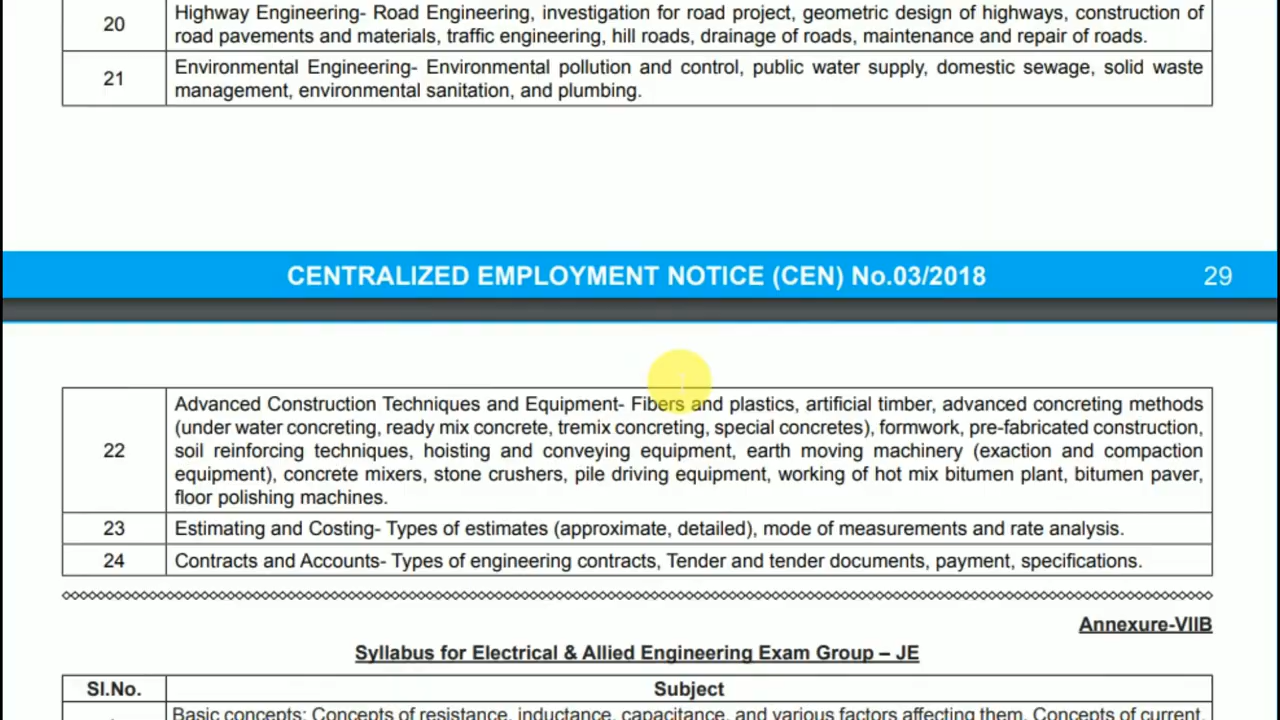 20
Highway Engineering- Road Engineering, investigation for road project, geometric design of highways, construction of
road pavements and materials, traffic engineering, hill roads, drainage of roads, maintenance and repair of roads.
21
Environmental Engineering- Environmental pollution and control, public water supply, domestic sewage, solid waste
management, environmental sanitation, and plumbing.
CENTRALIZED EMPLOYMENT NOTICE (CEN) No.03/2018 29
22
Advanced Construction Techniques and Equipment- Fibers and plastics, artificial timber, advanced concreting methods
(under water concreting, ready mix concrete, tremix concreting, special concretes), formwork, pre-fabricated construction,
soil reinforcing techniques, hoisting and conveying equipment, earth moving machinery (exaction and compaction
equipment), concrete mixers, stone crushers, pile driving equipment, working of hot mix bitumen plant, bitumen paver,
floor polishing machines.
23 Estimating and Costing- Types of estimates (approximate, detailed), mode of measurements and rate analysis.
24 Contracts and Accounts- Types of engineering contracts, Tender and tender documents, payment, specifications.
Annexure-VIIB
Syllabus for Electrical & Allied Engineering Exam Group – JE
Sl.No. Subject
Basic concepts: Concepts of resistance, inductance, capacitance, and various factors affecting them. Concepts of current,